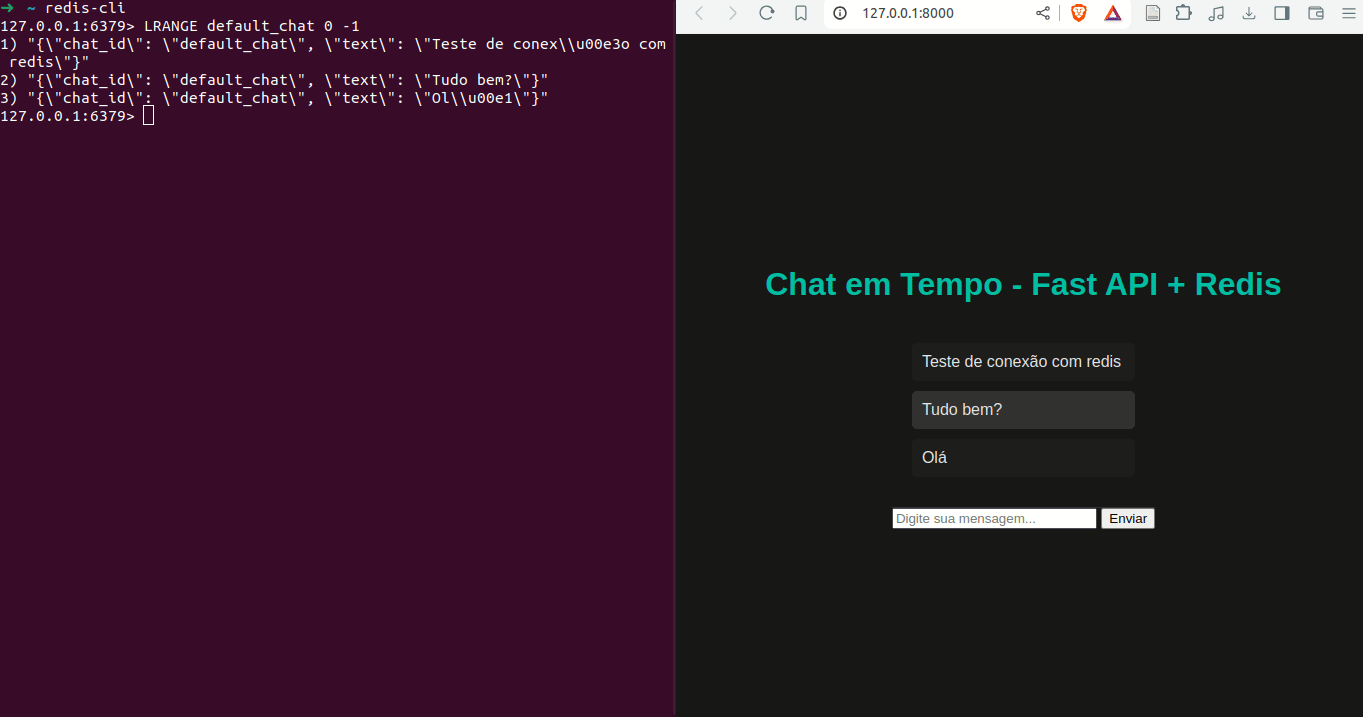 ➜ ~ redis-cli
127.0.0.1:6379> LRANGE default_chat 0 -1
1) "{\"chat_id\": \"default_chat\", \"text\": \"Teste de conex\\u00e3o com
 redis\"}"
2) "{\"chat_id\": \"default_chat\", \"text\": \"Tudo bem?\"}"
3) "{\"chat_id\": \"default_chat\", \"text\": \"Ol\\u00e1\"}"
127.0.0.1:6379>
127.0.0.1:8000
Chat em Tempo - Fast API + Redis
Teste de conexão com redis
Tudo bem?
Olá
Digite sua mensagem... Enviar